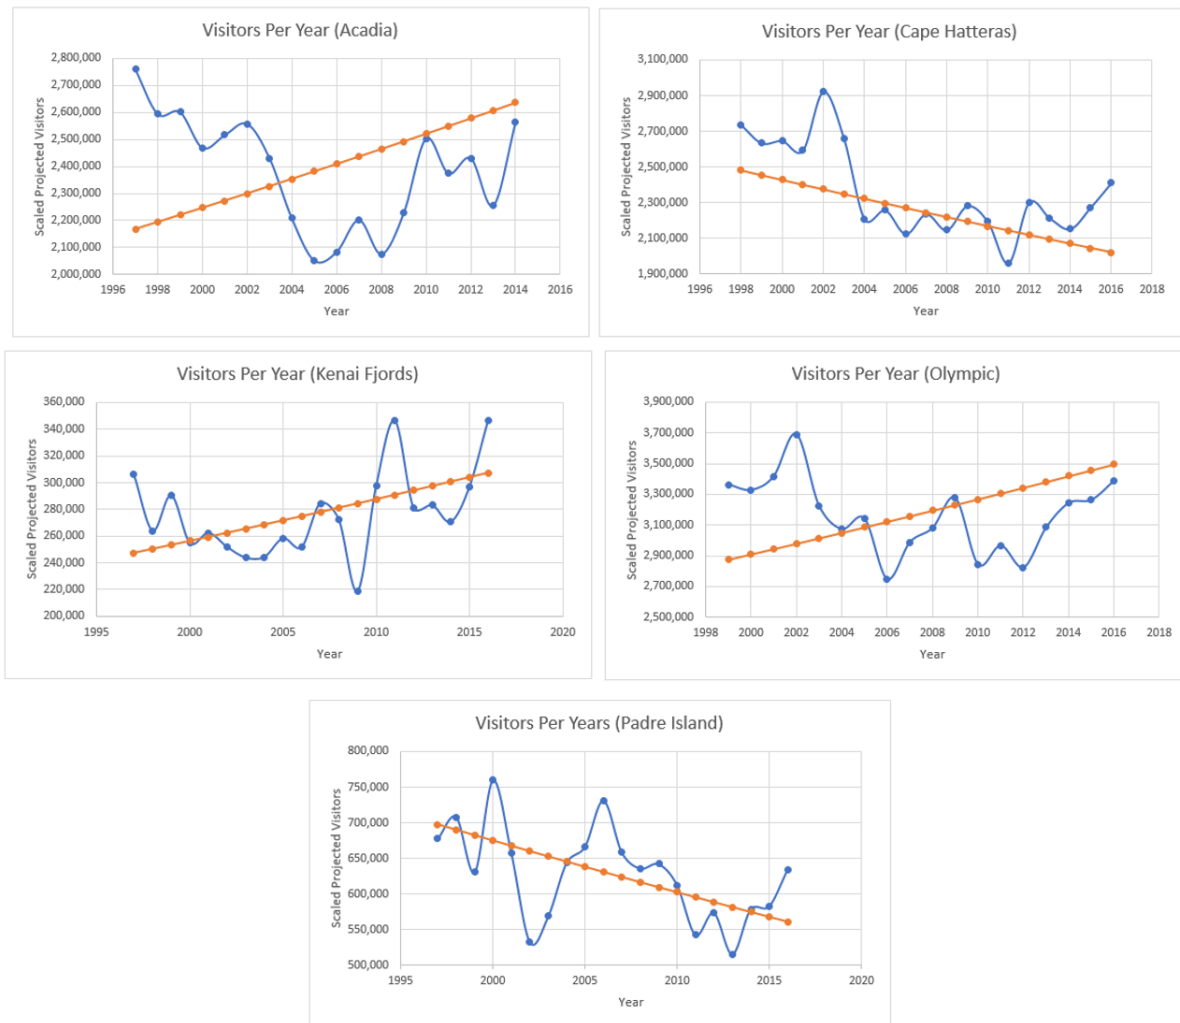 Visitors Per Year (Acadia)
2,800,000
2,700,000
2,600,000
2,500,000
2,400,000
2,300,000
2,200,000
2,100,000
2,000,000
Scaled Projected Visitors
1996 1998 2000 2002 2004 2006 2008 2010 2012 2014 2016
Year
Visitors Per Year (Cape Hatteras)
3,100,000
2,900,000
2,700,000
2,500,000
2,300,000
2,100,000
1,900,000
Scaled Projected Visitors
1996 1998 2000 2002 2004 2006 2008 2010 2012 2014 2016 2018
Year
Visitors Per Year (Kenai Fjords)
360,000
340,000
320,000
300,000
280,000
260,000
240,000
220,000
200,000
Scaled Projected Visitors
1995 2000 2005 2010 2015 2020
Year
Visitors Per Year (Olympic)
3,900,000
3,700,000
3,500,000
3,300,000
3,100,000
2,900,000
2,700,000
2,500,000
Scaled Projected Visitors
1998 2000 2002 2004 2006 2008 2010 2012 2014 2016 2018
Year
Visitors Per Years (Padre Island)
800,000
750,000
700,000
650,000
600,000
550,000
500,000
Scaled Projected Visitors
1995 2000 2005 2010 2015 2020
Year